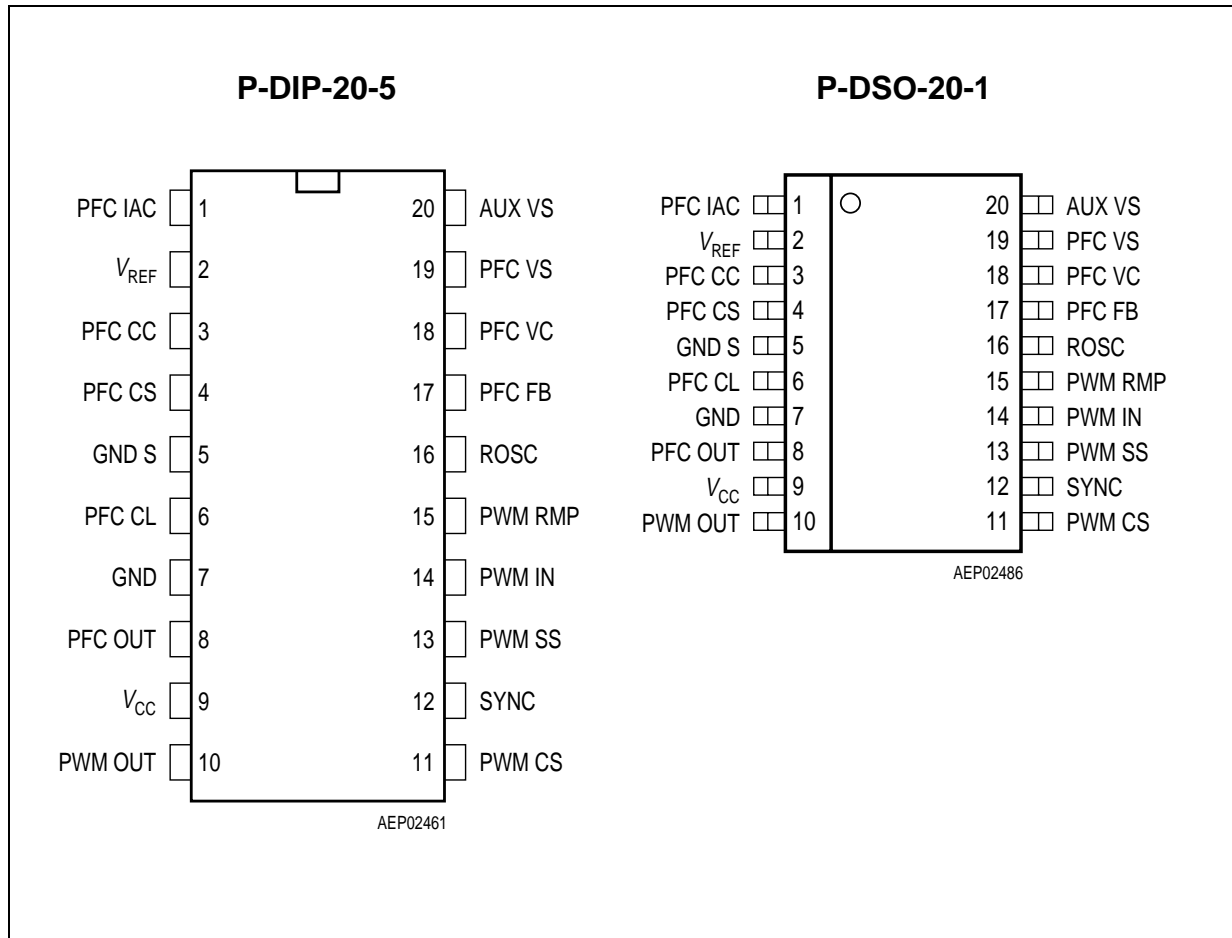 P-DIP-20-5
PFC IAC 1 20 AUX VS
VREF 2 19 PFC VS
PFC CC 3 18 PFC VC
PFC CS 4 17 PFC FB
GND S 5 16 ROSC
PFC CL 6 15 PWM RMP
GND 7 14 PWM IN
PFC OUT 8 13 PWM SS
VCC 9 12 SYNC
PWM OUT 10 11 PWM CS
AEP02461
P-DSO-20-1
PFC IAC 1 20 AUX VS
VREF 2 19 PFC VS
PFC CC 3 18 PFC VC
PFC CS 4 17 PFC FB
GND S 5 16 ROSC
PFC CL 6 15 PWM RMP
GND 7 14 PWM IN
PFC OUT 8 13 PWM SS
VCC 9 12 SYNC
PWM OUT 10 11 PWM CS
AEP02486